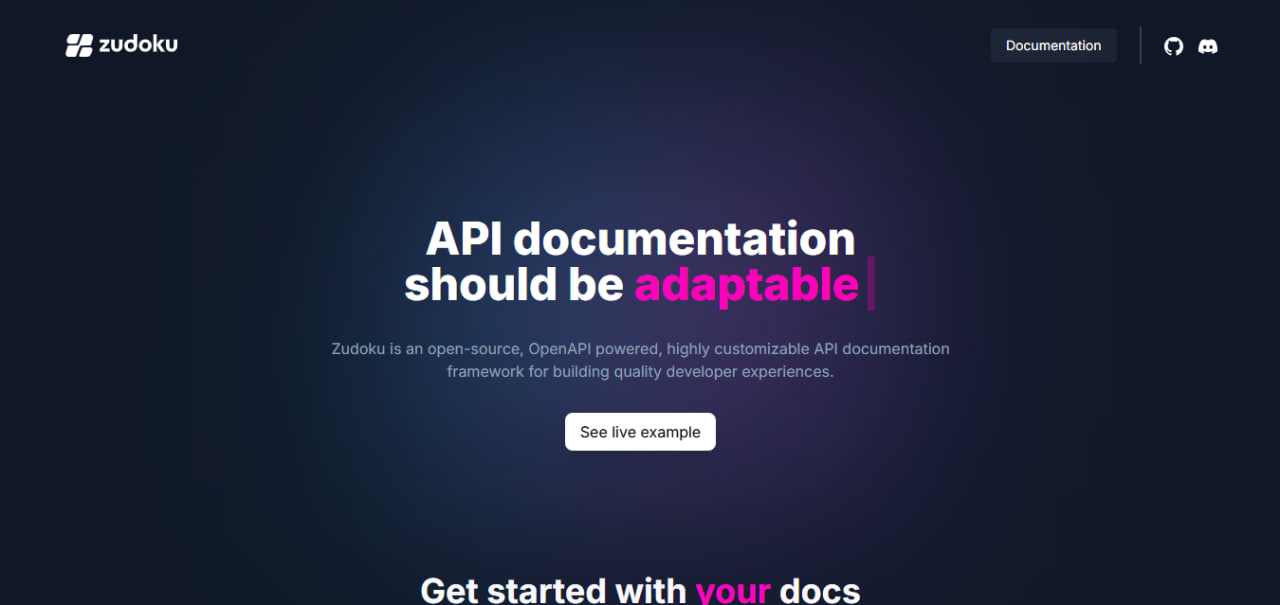 zudoku
Documentation
API documentation
should be adaptable
Zudoku is an open-source, OpenAPI powered, highly customizable API documentation
framework for building quality developer experiences.
See live example
Get started with your docs